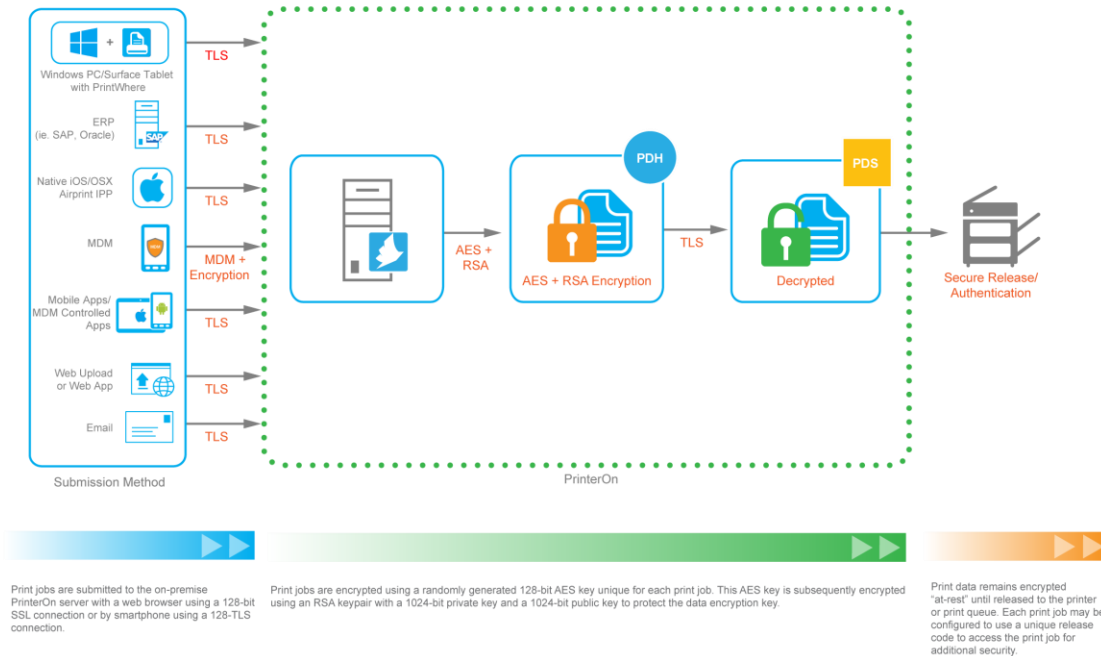 TLS
Windows PC/Surface Tablet
with PrintWhere
ERP
(ie. SAP, Oracle)
SAP
TLS
Native iOS/OSX
Airprint IPP
TLS
MDM
MDM +
Encryption
Mobile Apps/
MDM Controlled
Apps
TLS
Web Upload
or Web App
TLS
Email
TLS
Submission Method
AES +
RSA
PDH
AES + RSA Encryption
TLS
PDS
Decrypted
Secure Release/
Authentication
PrinterOn
Print jobs are submitted to the on-premise
PrinterOn server with a web browser using a 128-bit
SSL connection or by smartphone using a 128-TLS
connection.
Print jobs are encrypted using a randomly generated 128-bit AES key unique for each print job. This AES key is subsequently encrypted
using an RSA keypair with a 1024-bit private key and a 1024-bit public key to protect the data encryption key.
Print data remains encrypted
“at-rest” until released to the printer
or print queue. Each print job may be
configured to use a unique release
code to access the print job for
additional security.